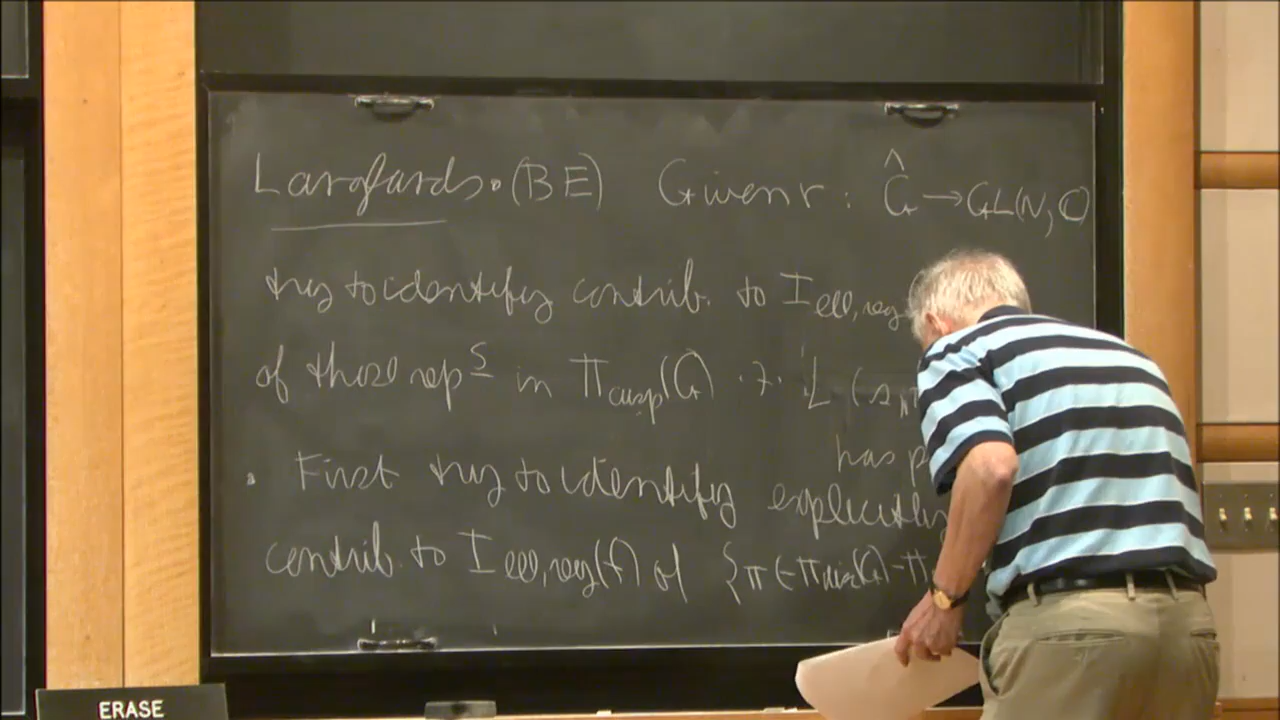 Langlands. (BE) Given r : Ĝ → GL(N, ℂ)
try to identify contrib. to I ell, reg
of those rep s in Π cusp(G) ·∋· L(s,
has p
. First try to identify explicitly
contrib. to I ell, reg(f) of {π ∈ Π disc(G) - Π
ERASE